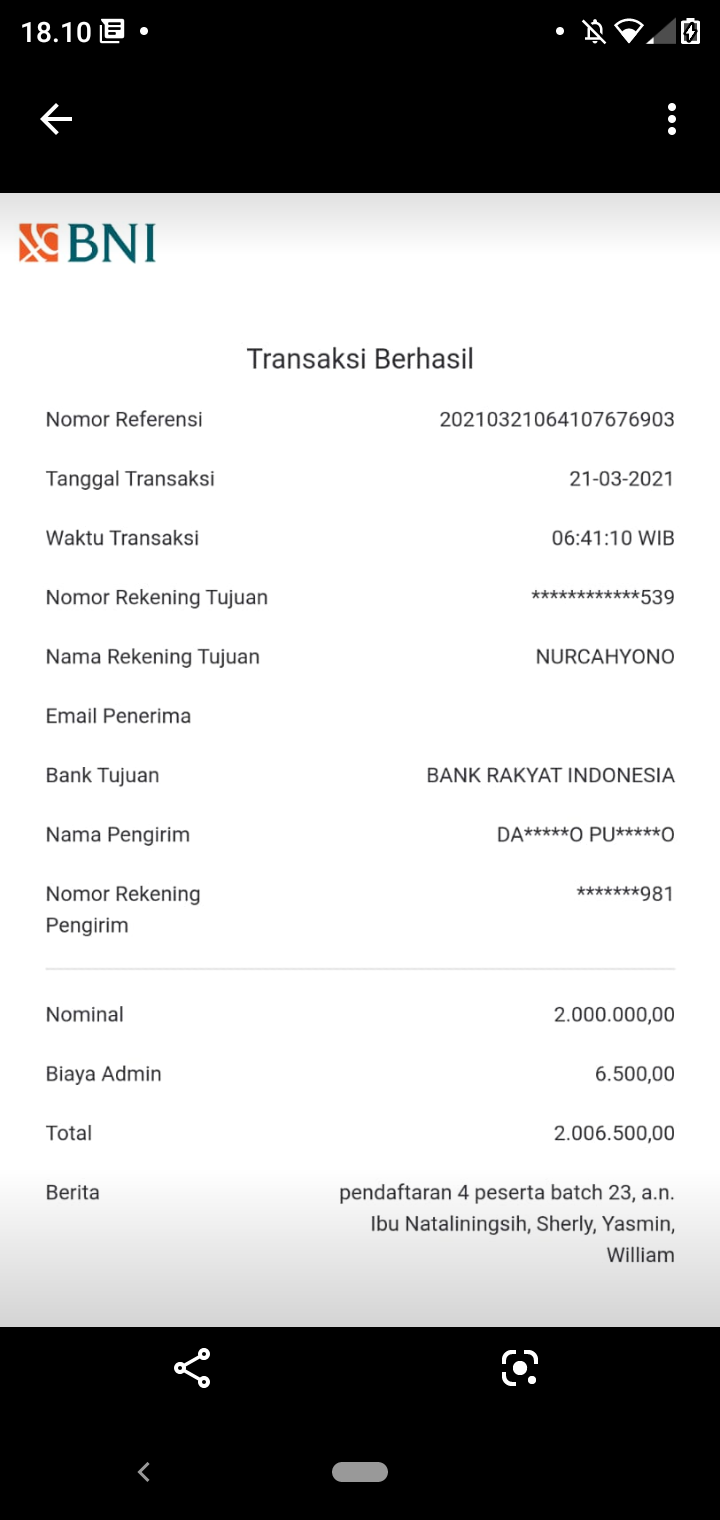 18.10
BNI
Transaksi Berhasil
Nomor Referensi 20210321064107676903
Tanggal Transaksi 21-03-2021
Waktu Transaksi 06:41:10 WIB
Nomor Rekening Tujuan ************539
Nama Rekening Tujuan NURCAHYONO
Email Penerima
Bank Tujuan BANK RAKYAT INDONESIA
Nama Pengirim DA*****O PU*****O
Nomor Rekening *******981
Pengirim
Nominal 2.000.000,00
Biaya Admin 6.500,00
Total 2.006.500,00
Berita pendaftaran 4 peserta batch 23, a.n.
Ibu Nataliningsih, Sherly, Yasmin,
William